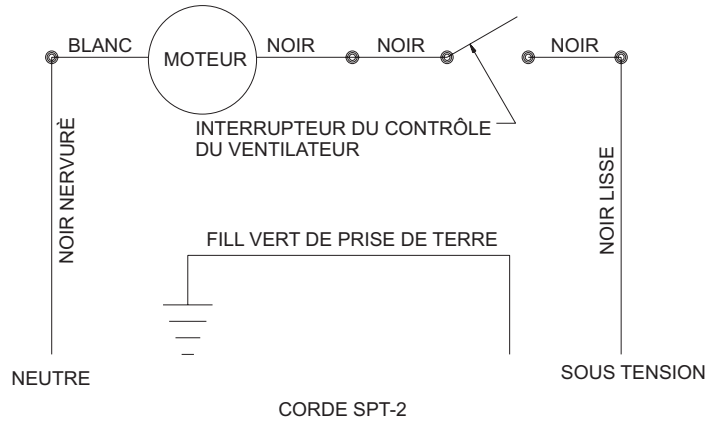 BLANC
MOTEUR
NOIR
NOIR
NOIR
INTERRUPTEUR DU CONTRÔLE
DU VENTILATEUR
NOIR NERVURÈ
NOIR LISSE
FILL VERT DE PRISE DE TERRE
NEUTRE
SOUS TENSION
CORDE SPT-2